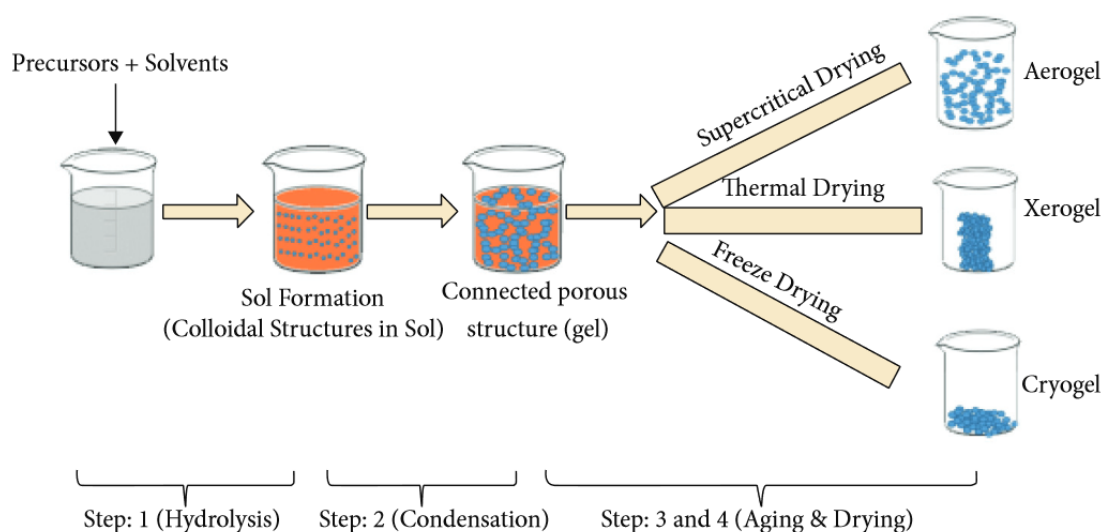 Precursors + Solvents
Sol Formation
(Colloidal Structures in Sol)
Connected porous
structure (gel)
Supercritical Drying
Thermal Drying
Freeze Drying
Aerogel
Xerogel
Cryogel
Step: 1 (Hydrolysis)
Step: 2 (Condensation)
Step: 3 and 4 (Aging & Drying)